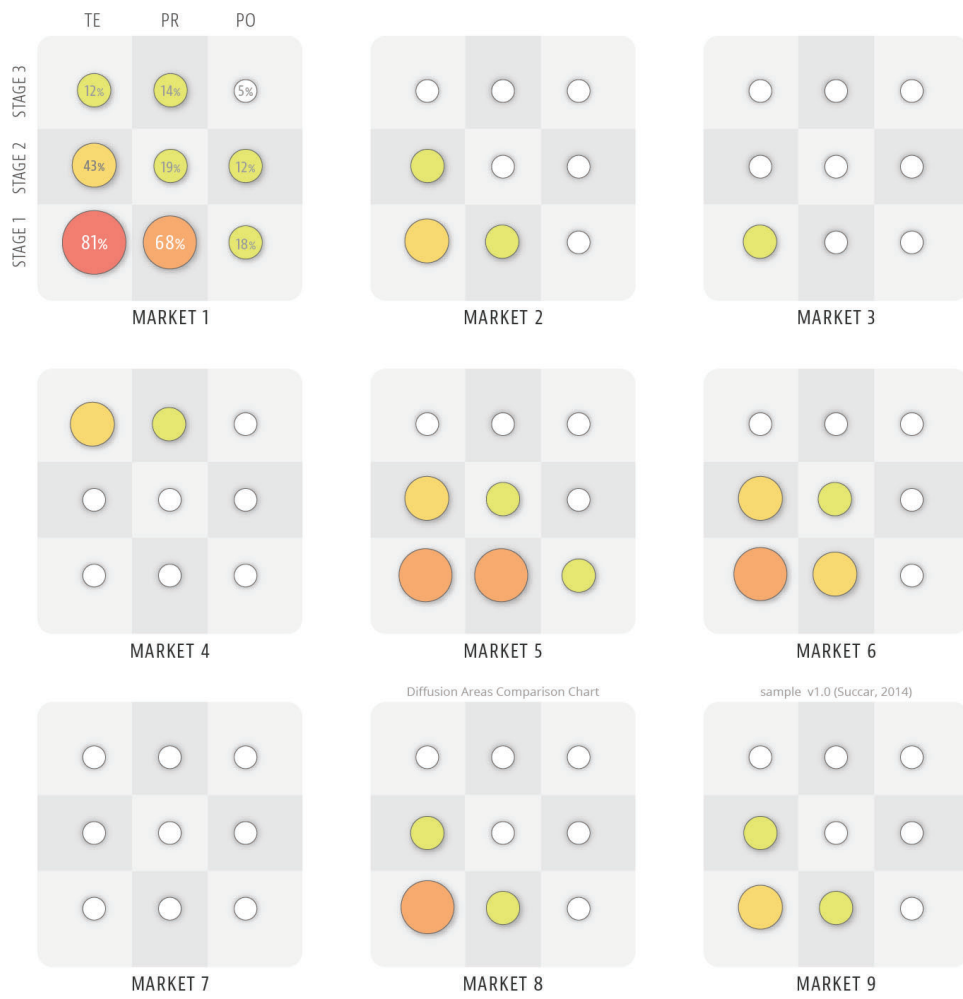 TE PR PO
STAGE 3
12% 14% 5%
STAGE 2
43% 19% 12%
STAGE 1
81% 68% 18%
MARKET 1 MARKET 2 MARKET 3
MARKET 4 MARKET 5 MARKET 6
Diffusion Areas Comparison Chart sample v1.0 (Succar, 2014)
MARKET 7 MARKET 8 MARKET 9